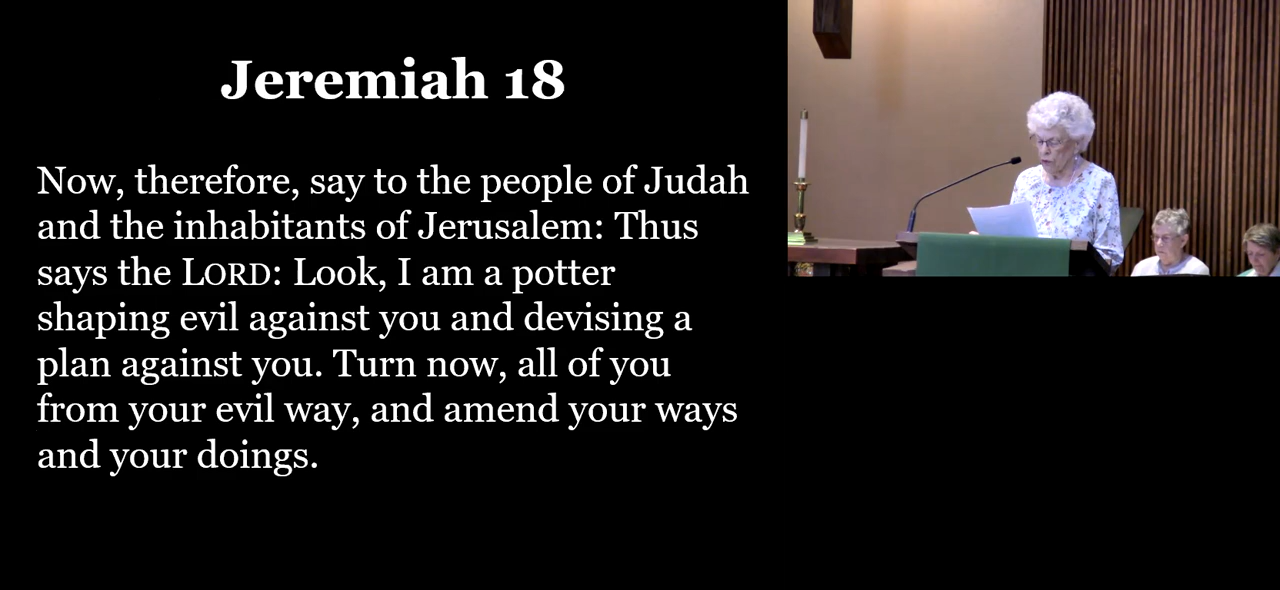 Jeremiah 18
Now, therefore, say to the people of Judah
and the inhabitants of Jerusalem: Thus
says the LORD: Look, I am a potter
shaping evil against you and devising a
plan against you. Turn now, all of you
from your evil way, and amend your ways
and your doings.